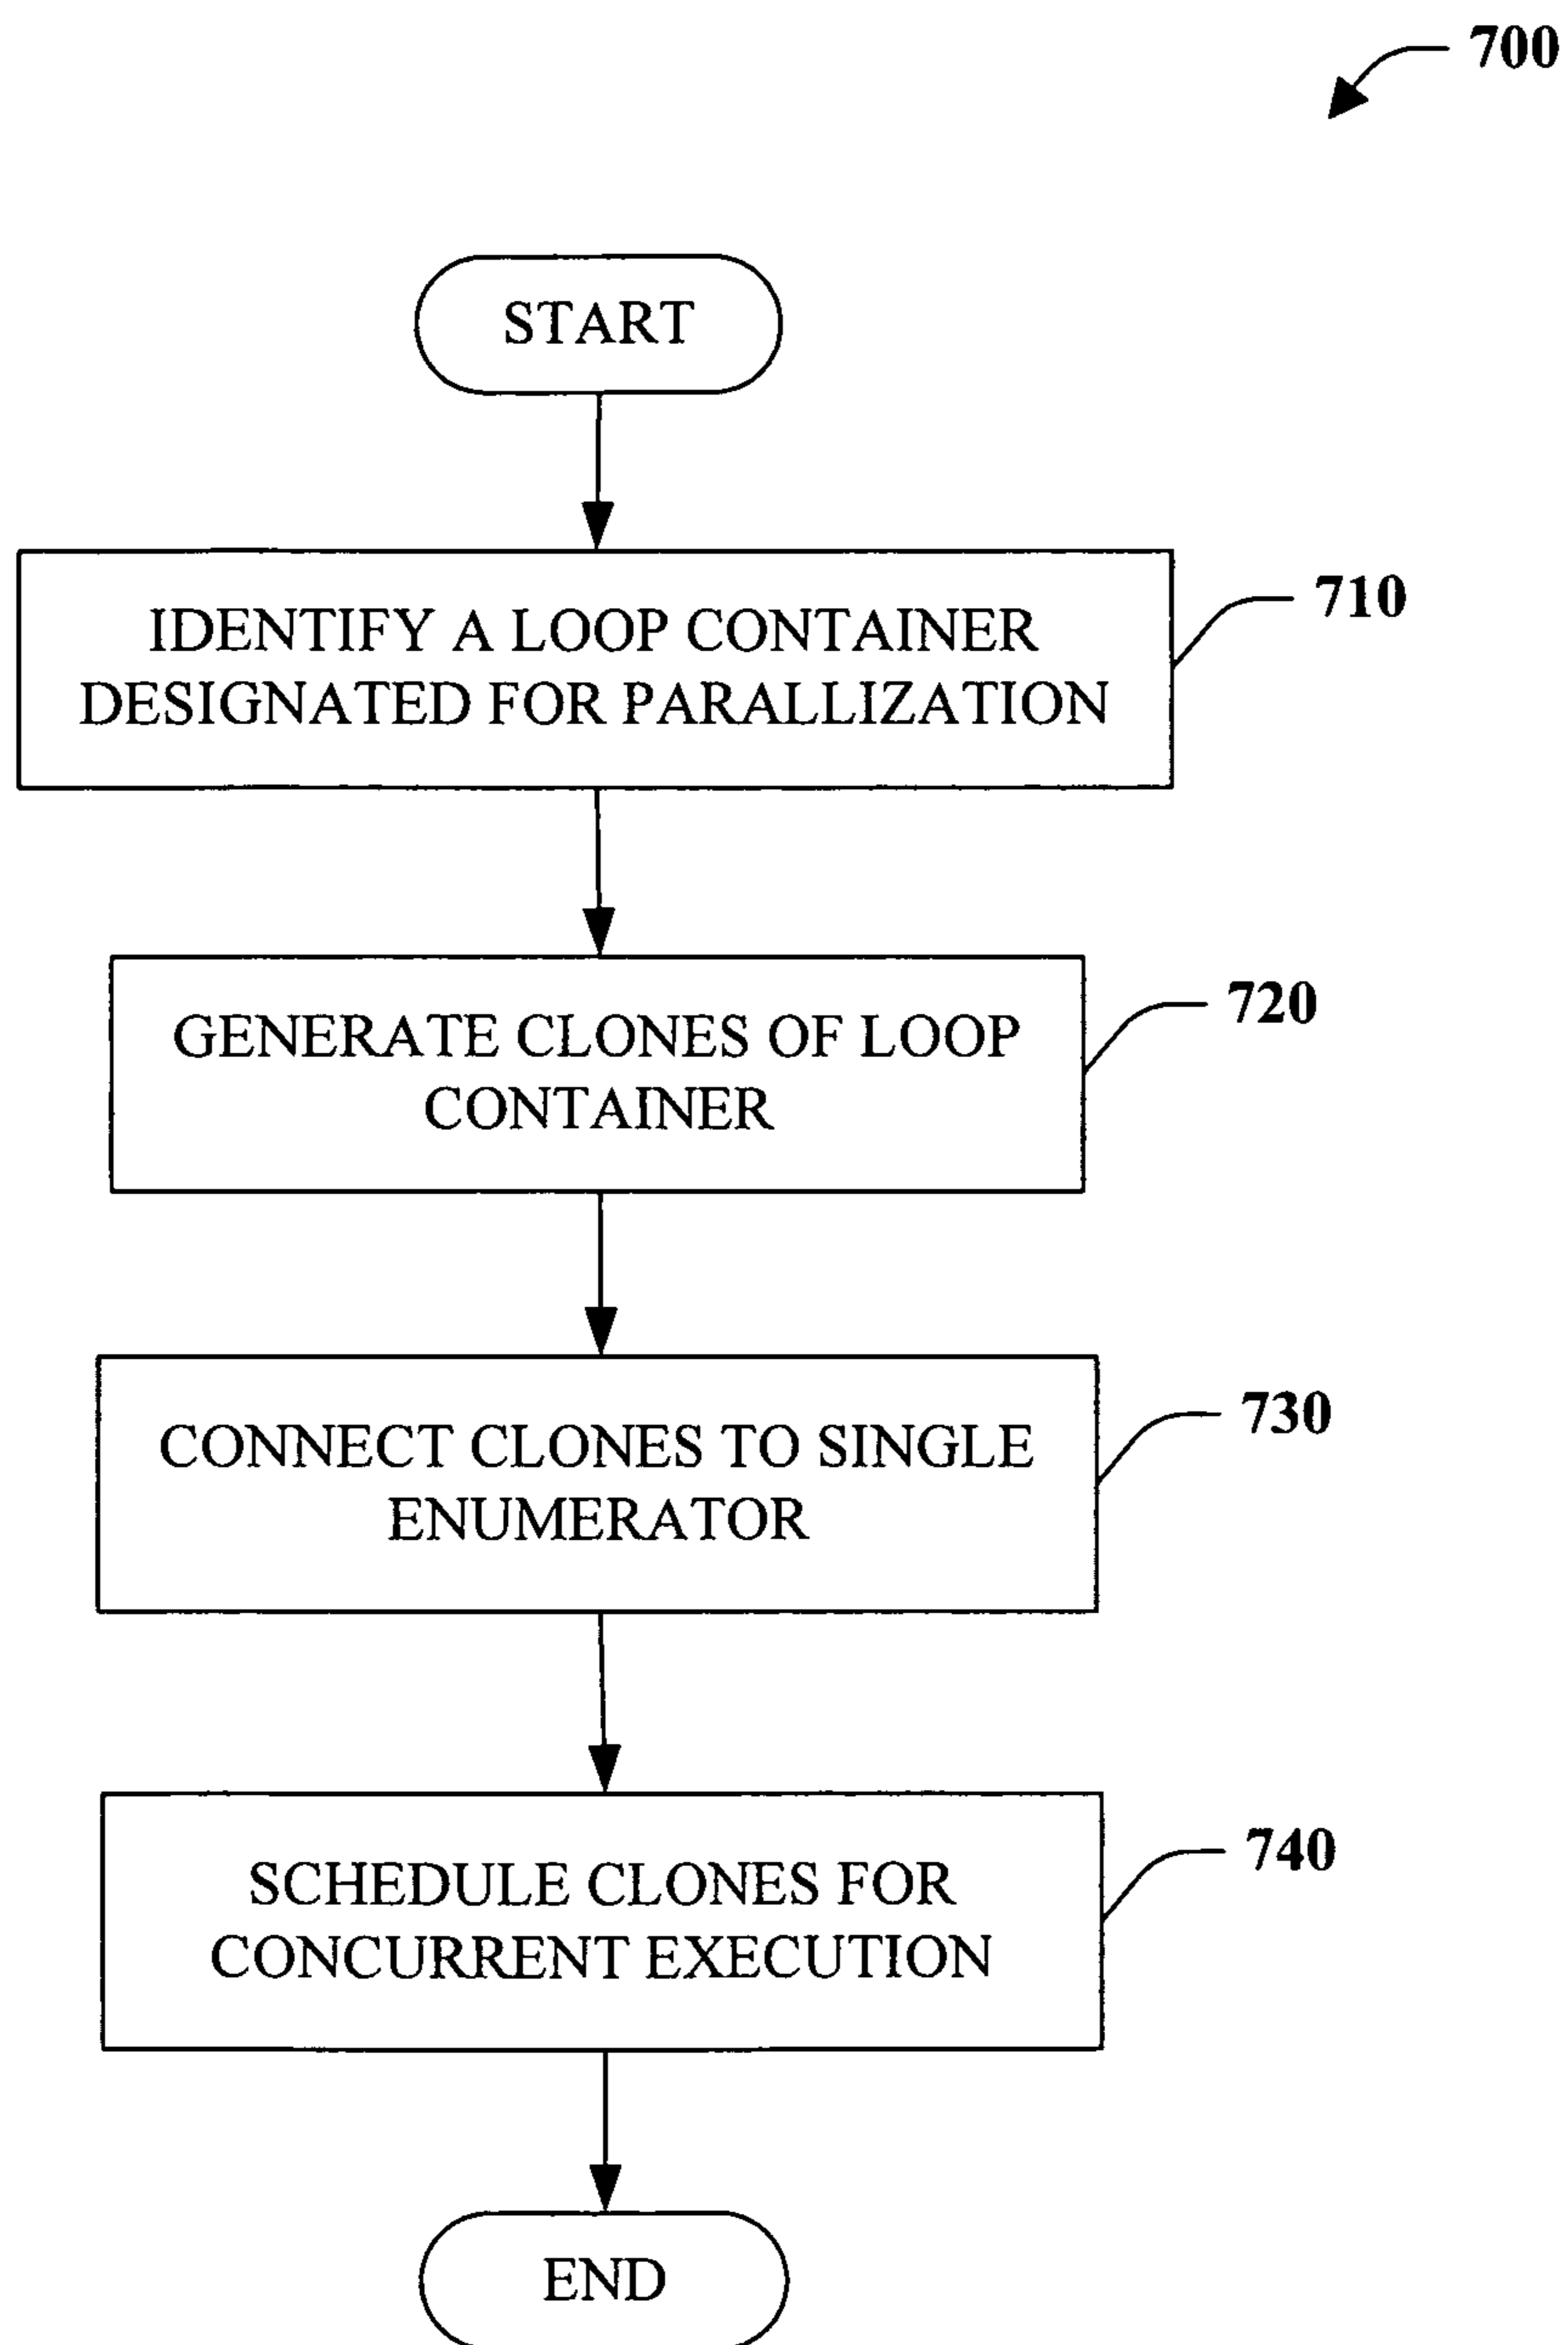 700
START
IDENTIFY A LOOP CONTAINER
DESIGNATED FOR PARALLIZATION
710
GENERATE CLONES OF LOOP
CONTAINER
720
CONNECT CLONES TO SINGLE
ENUMERATOR
730
SCHEDULE CLONES FOR
CONCURRENT EXECUTION
740
END